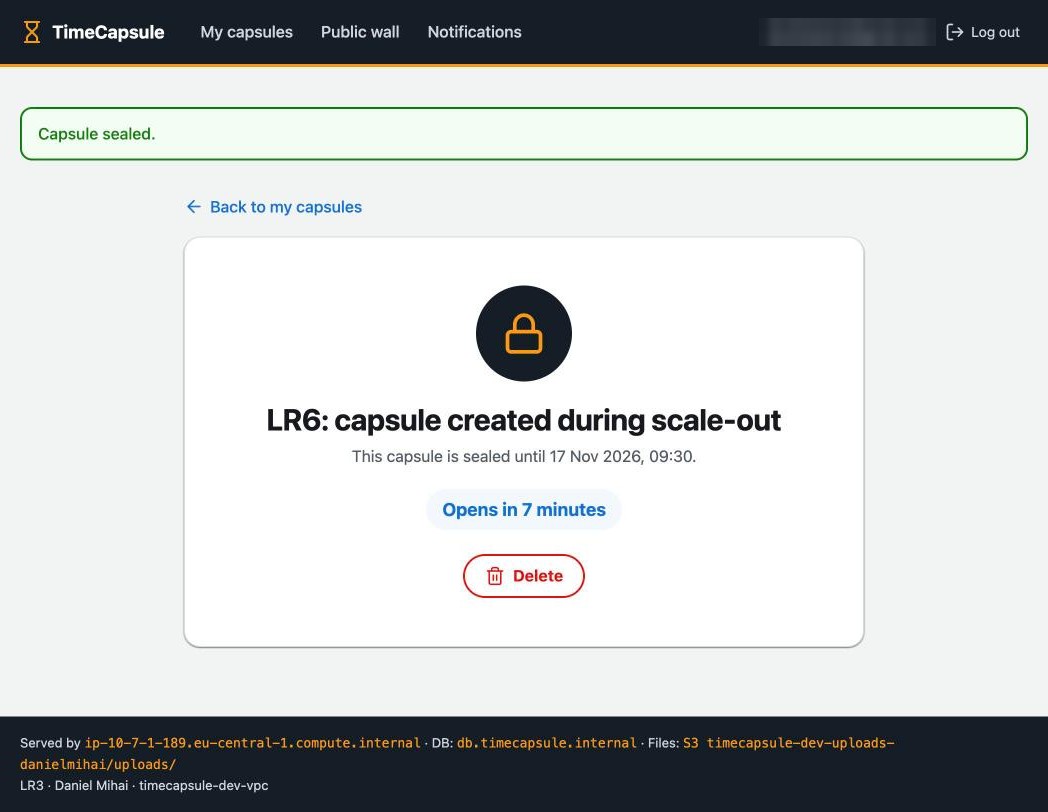 TimeCapsule My capsules Public wall Notifications Log out
Capsule sealed.
Back to my capsules
LR6: capsule created during scale-out
This capsule is sealed until 17 Nov 2026, 09:30.
Opens in 7 minutes
Delete
Served by ip-10-7-1-189.eu-central-1.compute.internal · DB: db.timecapsule.internal · Files: S3 timecapsule-dev-uploads-
danielmihai/uploads/
LR3 · Daniel Mihai · timecapsule-dev-vpc